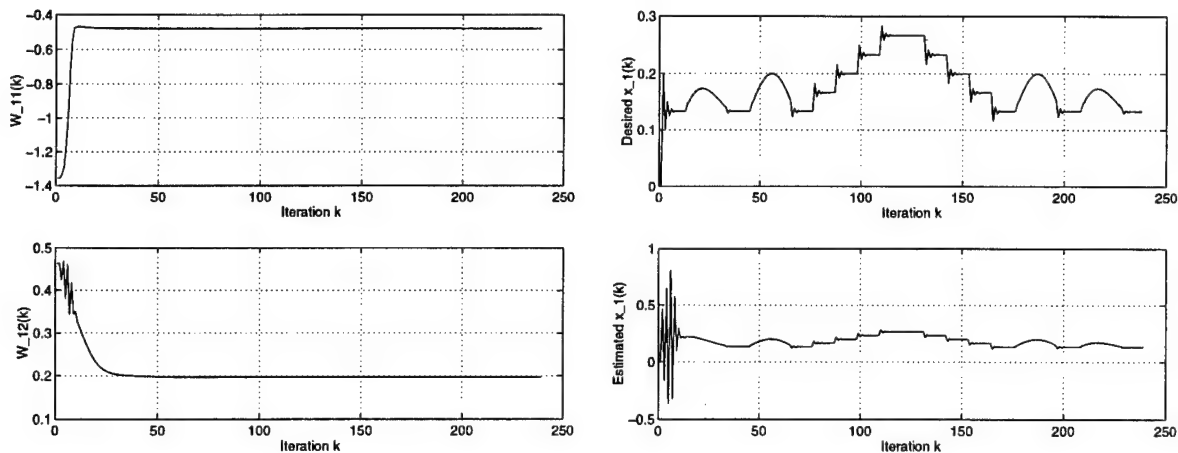 -0.4
-0.6
-0.8
-1
-1.2
-1.4
W_11(k)
0 50 100 150 200 250
Iteration k
0.3
0.2
0.1
0
Desired x_1(k)
0 50 100 150 200 250
Iteration k
0.5
0.4
0.3
0.2
0.1
W_12(k)
0 50 100 150 200 250
Iteration k
1
0.5
0
-0.5
Estimated x_1(k)
0 50 100 150 200 250
Iteration k